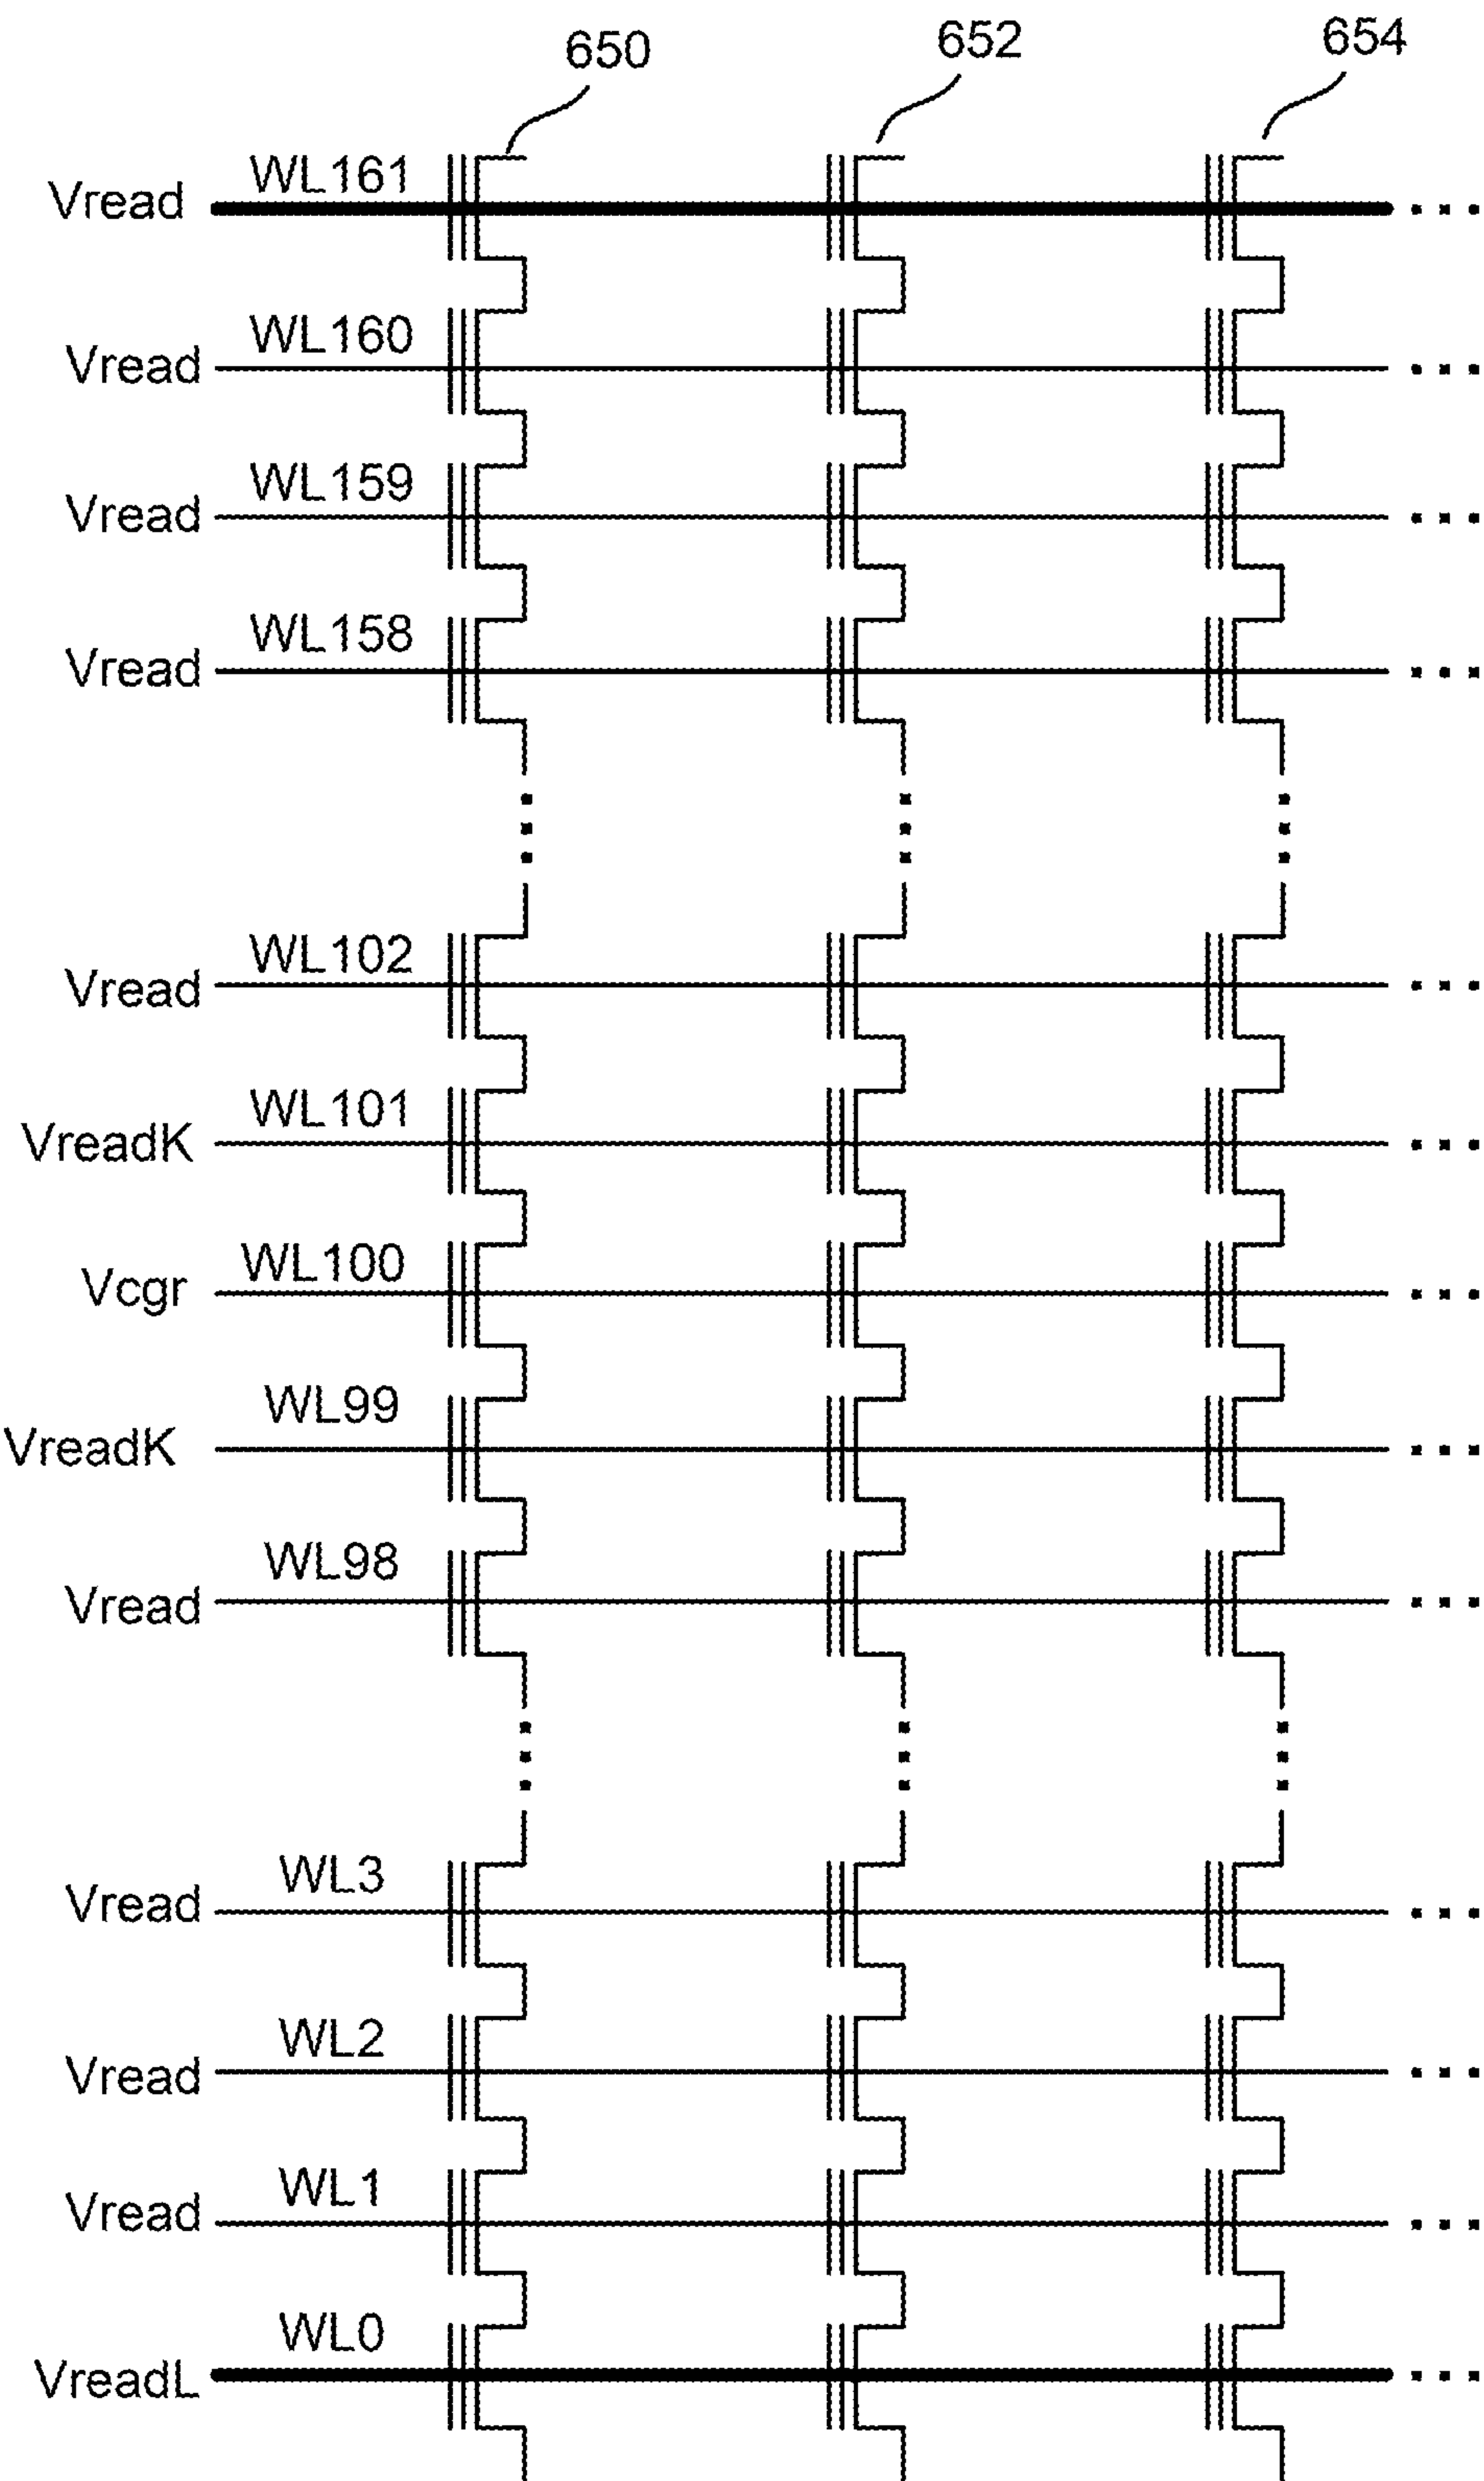 650 652 654
Vread WL161
Vread WL160
Vread WL159
Vread WL158
Vread WL102
VreadK WL101
Vcgr WL100
VreadK WL99
Vread WL98
Vread WL3
Vread WL2
Vread WL1
VreadL WL0